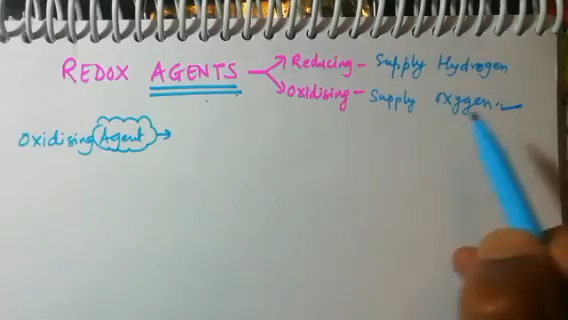 REDOX AGENTS Reducing - Supply Hydrogen
Oxidising - Supply oxygen.
Oxidising Agent